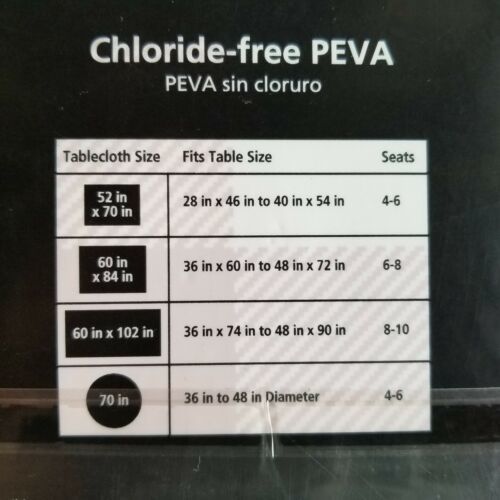 Chloride-free PEVA
PEVA sin cloruro
Tablecloth Size Fits Table Size Seats
52 in
x 70 in
28 in x 46 in to 40 in x 54 in 4-6
60 in
x 84 in
36 in x 60 in to 48 in x 72 in 6-8
60 in x 102 in 36 in x 74 in to 48 in x 90 in 8-10
70 in 36 in to 48 in Diameter 4-6